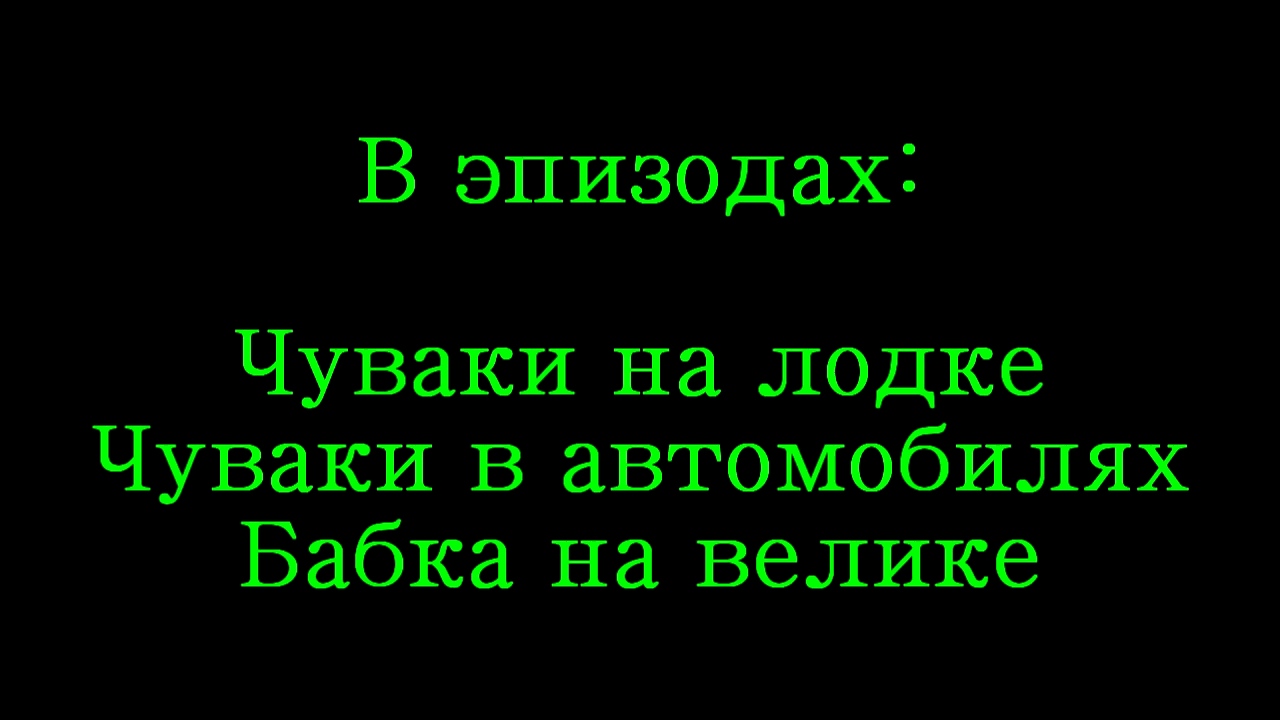 В эпизодах:
Чуваки на лодке
Чуваки в автомобилях
Бабка на велике